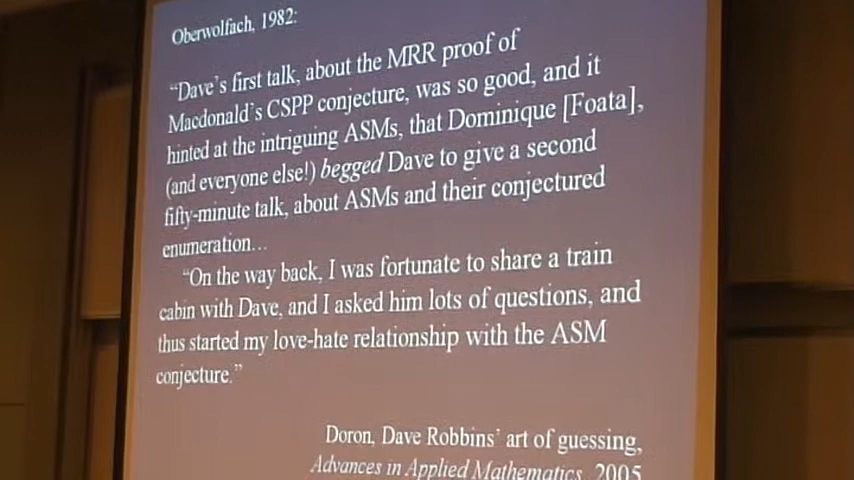 Oberwolfach, 1982:
“Dave’s first talk, about the MRR proof of
Macdonald’s CSPP conjecture, was so good, and it
hinted at the intriguing ASMs, that Dominique [Foata],
(and everyone else!) begged Dave to give a second
fifty-minute talk, about ASMs and their conjectured
enumeration…
“On the way back, I was fortunate to share a train
cabin with Dave, and I asked him lots of questions, and
thus started my love-hate relationship with the ASM
conjecture.”
Doron, Dave Robbins’ art of guessing,
Advances in Applied Mathematics, 2005